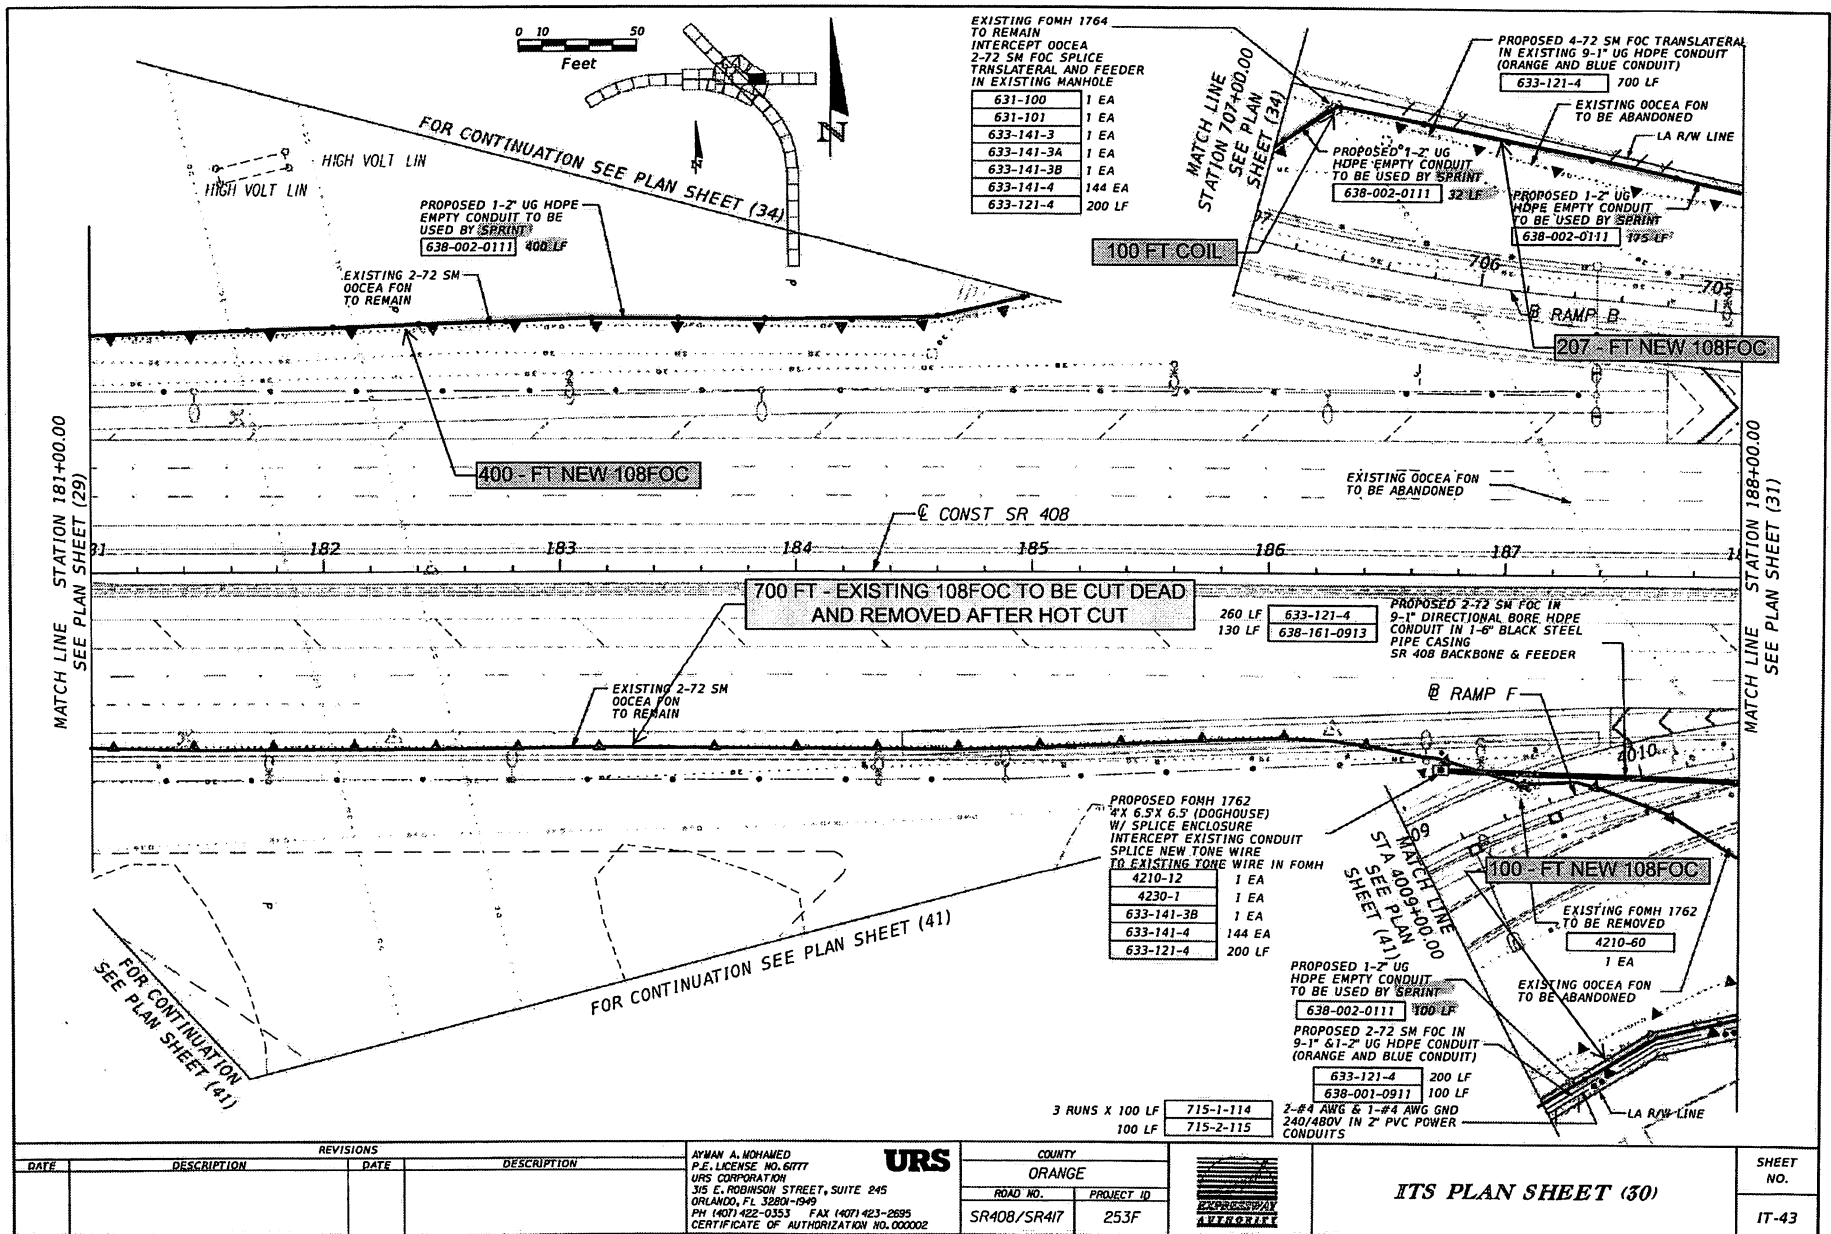 0 10 50
Feet
N
EXISTING FOMH 1764
TO REMAIN
INTERCEPT OOCEA
2-72 SM FOC SPLICE
TRNSLATERAL AND FEEDER
IN EXISTING MANHOLE
631-100 1 EA
631-101 1 EA
633-141-3 1 EA
633-141-3A 1 EA
633-141-3B 1 EA
633-141-4 144 EA
633-121-4 200 LF
MATCH LINE
STATION 707+00.00
SEE PLAN
SHEET (34)
PROPOSED 4-72 SM FOC TRANSLATERAL
IN EXISTING 9-1" UG HDPE CONDUIT
(ORANGE AND BLUE CONDUIT)
633-121-4 700 LF
EXISTING OOCEA FON
TO BE ABANDONED
LA R/W LINE
PROPOSED 1-2" UG
HDPE EMPTY CONDUIT
TO BE USED BY SPRINT
638-002-0111 32 LF
PROPOSED 1-2" UG
HDPE EMPTY CONDUIT
TO BE USED BY SPRINT
638-002-0111 175 LF
100 FT COIL
706
705
RAMP B
207 - FT NEW 108FOC
FOR CONTINUATION SEE PLAN SHEET (34)
HIGH VOLT LIN
HIGH VOLT LIN
PROPOSED 1-2" UG HDPE
EMPTY CONDUIT TO BE
USED BY SPRINT
638-002-0111 400 LF
EXISTING 2-72 SM
OOCEA FON
TO REMAIN
400 - FT NEW 108FOC
EXISTING OOCEA FON
TO BE ABANDONED
MATCH LINE STATION 181+00.00
SEE PLAN SHEET (29)
MATCH LINE STATION 188+00.00
SEE PLAN SHEET (31)
℄ CONST SR 408
182 183 184 185 186 187
700 FT - EXISTING 108FOC TO BE CUT DEAD
AND REMOVED AFTER HOT CUT
260 LF 633-121-4
130 LF 638-161-0913
PROPOSED 2-72 SM FOC IN
9-1" DIRECTIONAL BORE HDPE
CONDUIT IN 1-6" BLACK STEEL
PIPE CASING
SR 408 BACKBONE & FEEDER
EXISTING 2-72 SM
OOCEA FON
TO REMAIN
RAMP F
4010
PROPOSED FOMH 1762
4'X 6.5'X 6.5' (DOGHOUSE)
W/ SPLICE ENCLOSURE
INTERCEPT EXISTING CONDUIT
SPLICE NEW TONE WIRE
TO EXISTING TONE WIRE IN FOMH
4210-12 1 EA
4230-1 1 EA
633-141-3B 1 EA
633-141-4 144 EA
633-121-4 200 LF
MATCH LINE
STA 4009+00.00
SEE PLAN
SHEET (41)
100 - FT NEW 108FOC
EXISTING FOMH 1762
TO BE REMOVED
4210-60
1 EA
EXISTING OOCEA FON
TO BE ABANDONED
FOR CONTINUATION SEE PLAN SHEET (41)
FOR CONTINUATION
SEE PLAN SHEET (41)
PROPOSED 1-2" UG
HDPE EMPTY CONDUIT
TO BE USED BY SPRINT
638-002-0111 100 LF
PROPOSED 2-72 SM FOC IN
9-1" &1-2" UG HDPE CONDUIT
(ORANGE AND BLUE CONDUIT)
633-121-4 200 LF
638-001-0911 100 LF
3 RUNS X 100 LF 715-1-114
100 LF 715-2-115
2-#4 AWG & 1-#4 AWG GND
240/480V IN 2" PVC POWER
CONDUITS
LA R/W LINE
REVISIONS
DATE DESCRIPTION DATE DESCRIPTION
AYMAN A. MOHAMED
P.E. LICENSE NO. 61777
URS CORPORATION
315 E. ROBINSON STREET, SUITE 245
ORLANDO, FL 32801-1949
PH (407) 422-0353 FAX (407) 423-2695
CERTIFICATE OF AUTHORIZATION NO. 000002
URS
COUNTY
ORANGE
ROAD NO. PROJECT ID
SR408/SR417 253F
EXPRESSWAY
AUTHORITY
ITS PLAN SHEET (30)
SHEET
NO.
IT-43